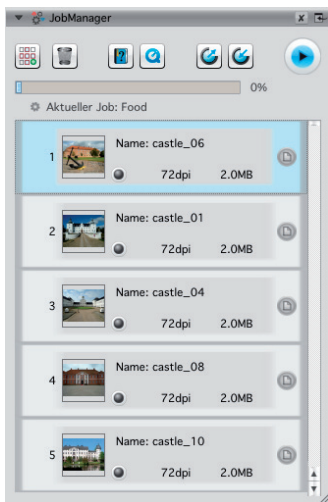 JobManager
0%
Aktueller Job: Food
1
Name: castle_06
72dpi 2.0MB
2
Name: castle_01
72dpi 2.0MB
3
Name: castle_04
72dpi 2.0MB
4
Name: castle_08
72dpi 2.0MB
5
Name: castle_10
72dpi 2.0MB